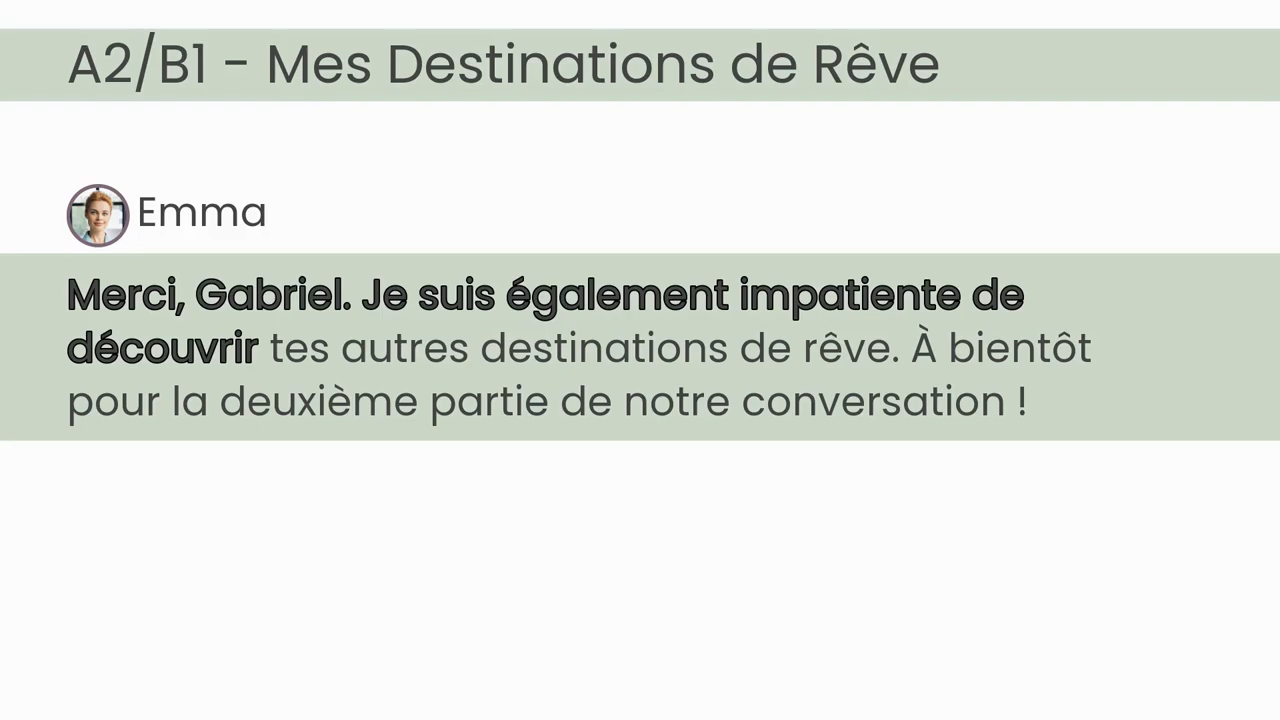 A2/B1 - Mes Destinations de Rêve
Emma
Merci, Gabriel. Je suis également impatiente de
découvrir tes autres destinations de rêve. À bientôt
pour la deuxième partie de notre conversation !